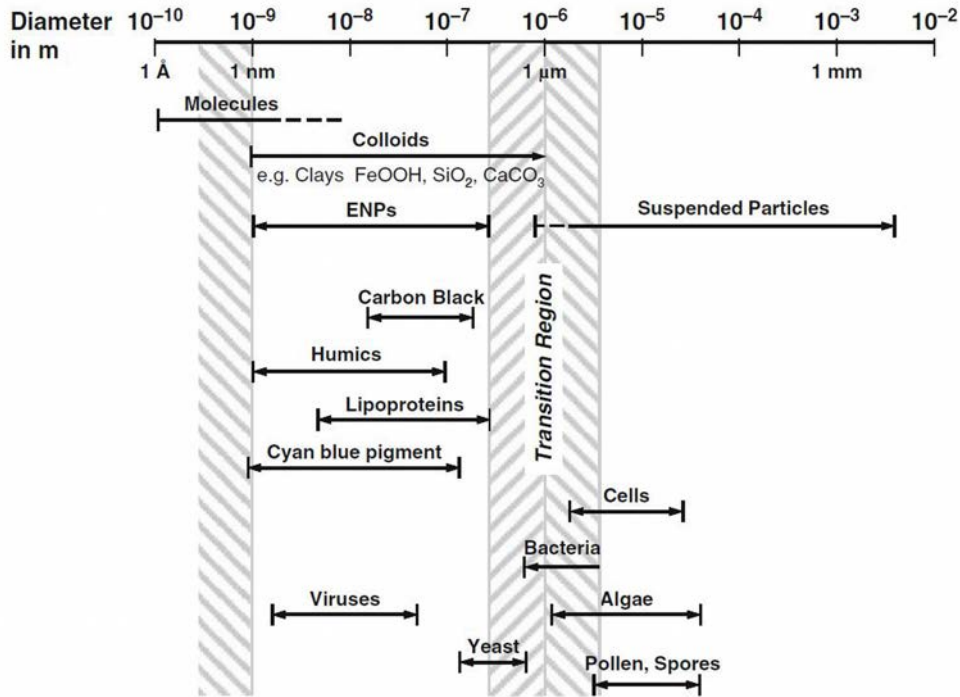 Diameter in m
10⁻¹⁰ 10⁻⁹ 10⁻⁸ 10⁻⁷ 10⁻⁶ 10⁻⁵ 10⁻⁴ 10⁻³ 10⁻²
1 Å 1 nm 1 μm 1 mm
Molecules
Colloids
e.g. Clays FeOOH, SiO₂, CaCO₃
ENPs
Suspended Particles
Transition Region
Carbon Black
Humics
Lipoproteins
Cyan blue pigment
Cells
Bacteria
Viruses
Algae
Yeast
Pollen, Spores